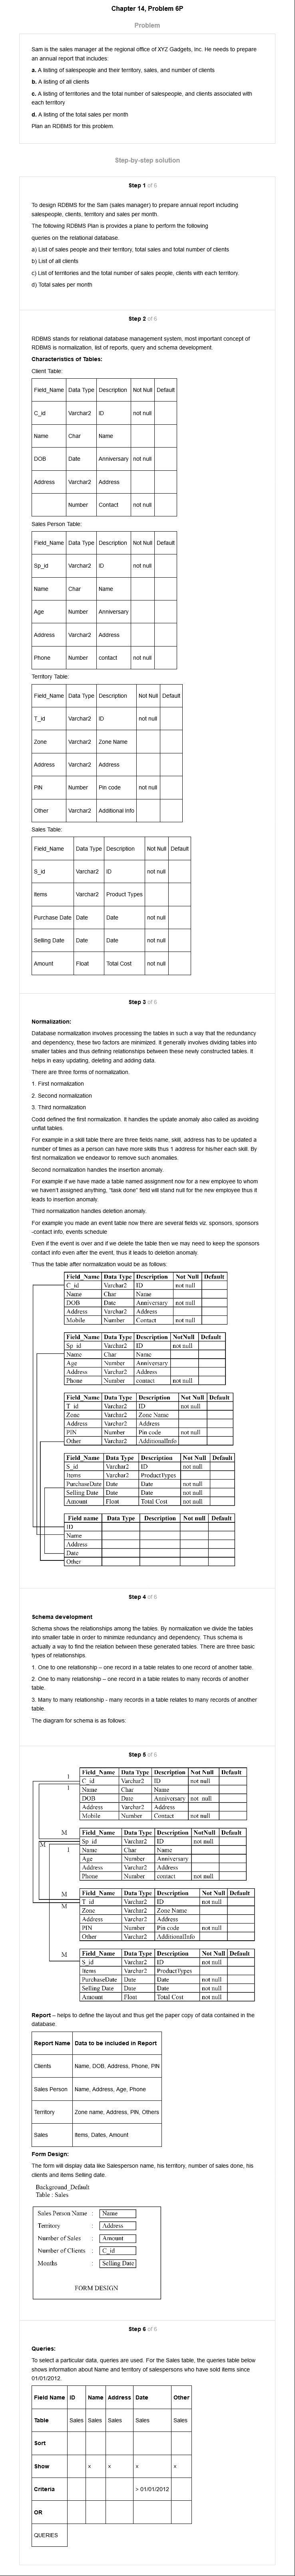 Chapter 14, Problem 6P
Problem
Sam is the sales manager at the regional office of XYZ Gadgets, Inc. He needs to prepare
an annual report that includes:
a. A listing of salespeople and their territory, sales, and number of clients
b. A listing of all clients
c. A listing of territories and the total number of salespeople, and clients associated with
each territory
d. A listing of the total sales per month
Plan an RDBMS for this problem
Step-by-step solution
Step 1 of 6
To design RDBMS for the Sam (sales manager) to prepare annual report including
salespeople, clients, territory and sales per month.
The following RDBMS Plan is provides a plane to perform the following
queries on the relational database.
a) List of sales people and their territory, total sales and total number of clients
b) List of all clients
c) List of territories and the total number of sales people, clients with each territory.
d) Total sales per month
Step 2 of 6
RDBMS stands for relational database management system, most important concept of
RDBMS is normalization, list of reports, query and schema development.
Characteristics of Tables:
Client Table:
Field_Name Data Type Description Not Null Default
C_id Varchar2 ID not null
Name Char Name
DOB Date Anniversary not null
Address Varchar2 Address
Number Contact not null
Sales Person Table:
Field_Name Data Type Description Not Null Default
Sp_id Varchar2 ID not null
Name Char Name
Age Number Anniversary
Address Varchar2 Address
Phone Number contact not null
Territory Table:
Field_Name Data Type Description Not Null Default
T_id Varchar2 ID not null
Zone Varchar2 Zone Name
Address Varchar2 Address
PIN Number Pin code not null
Other Varchar2 Additional Info
Sales Table:
Field_Name Data Type Description Not Null Default
S_id Varchar2 ID not null
Items Varchar2 Product Types
Purchase Date Date Date not null
Selling Date Date Date not null
Amount Float Total Cost not null
Step 3 of 6
Normalization:
Database normalization involves processing the tables in such a way that the redundancy
and dependency, these two factors are minimized. It generally involves dividing tables into
smaller tables and thus defining relationships between these newly constructed tables. It
helps in easy updating, deleting and adding data.
There are three forms of normalization.
1. First normalization
2. Second normalization
3. Third normalization
Codd defined the first normalization. It handles the update anomaly also called as avoiding
unflat tables.
For example in a skill table there are three fields name, skill, address has to be updated a
number of times as a person can have more skills thus 1 address for his/her each skill. By
first normalization we endeavor to remove such anomalies.
Second normalization handles the insertion anomaly.
For example if we have made a table named assignment now for a new employee to whom
we haven't assigned anything, "task done" field will stand null for the new employee thus it
leads to insertion anomaly
Third normalization handles deletion anomaly.
For example you made an event table now there are several fields viz. sponsors, sponsors
-contact info, events schedule
Even if the event is over and if we delete the table then we may need to keep the sponsors
contact info even after the event, thus it leads to deletion anomaly.
Thus the table after normalization would be as follows:
Field_Name Data Type Description Not Null Default
C_id Varchar2 ID not null
Name Char Name
DOB Date Anniversary not null
Address Varchar2 Address
Mobile Number Contact not null
Field_Name Data Type Description NotNull Default
Sp_id Varchar2 ID not null
Name Char Name
Age Number Anniversary
Address Varchar2 Address
Phone Number contact not null
Field_Name Data Type Description Not Null Default
T_id Varchar2 ID not null
Zone Varchar2 Zone Name
Address Varchar2 Address
PIN Number Pin code not null
Other Varchar2 AdditionalInfo
Field_Name Data Type Description Not Null Default
S_id Varchar2 ID not null
Items Varchar2 ProductTypes
PurchaseDate Date Date not null
Selling Date Date Date not null
Amount Float Total Cost not null
Field name Data Type Description Not null Default
ID
Name
Address
Date
Other
Step 4 of 6
Schema development
Schema shows the relationships among the tables. By normalization we divide the tables
into smaller table in order to minimize redundancy and dependency. Thus schema is
actually a way to find the relation between these generated tables. There are three basic
types of relationships.
1. One to one relationship – one record in a table relates to one record of another table.
2. One to many relationship - one record in a table relates to many records of another
table.
3. Many to many relationship - many records in a table relates to many records of another
table.
The diagram for schema is as follows:
Step 5 of 6
Field_Name Data Type Description Not Null Default
1 C_id Varchar2 ID not null
1 Name Char Name
DOB Date Anniversary not null
Address Varchar2 Address
Mobile Number Contact not null
M Field_Name Data Type Description NotNull Default
M Sp_id Varchar2 ID not null
1 Name Char Name
Age Number Anniversary
Address Varchar2 Address
Phone Number contact not null
M Field_Name Data Type Description Not Null Default
T_id Varchar2 ID not null
M Zone Varchar2 Zone Name
Address Varchar2 Address
PIN Number Pin code not null
Other Varchar2 AdditionalInfo
M Field_Name Data Type Description Not Null Default
S_id Varchar2 ID not null
Items Varchar2 ProductTypes
PurchaseDate Date Date not null
Selling Date Date Date not null
Amount Float Total Cost not null
Report – helps to define the layout and thus get the paper copy of data contained in the
database.
Report Name Data to be included in Report
Clients Name, DOB, Address, Phone, PIN
Sales Person Name, Address, Age, Phone
Territory Zone name, Address, PIN, Others
Sales Items, Dates, Amount
Form Design:
The form will display data like Salesperson name, his territory, number of sales done, his
clients and items Selling date.
Background_Default
Table : Sales
Sales Person Name : Name
Territory : Address
Number of Sales : Amount
Number of Clients : C_id
Months : Selling Date
FORM DESIGN
Step 6 of 6
Queries:
To select a particular data, queries are used. For the Sales table, the queries table below
shows information about Name and territory of salespersons who have sold items since
01/01/2012.
Field Name ID Name Address Date Other
Table Sales Sales Sales Sales Sales
Sort
Show x x x x
Criteria > 01/01/2012
OR
QUERIES